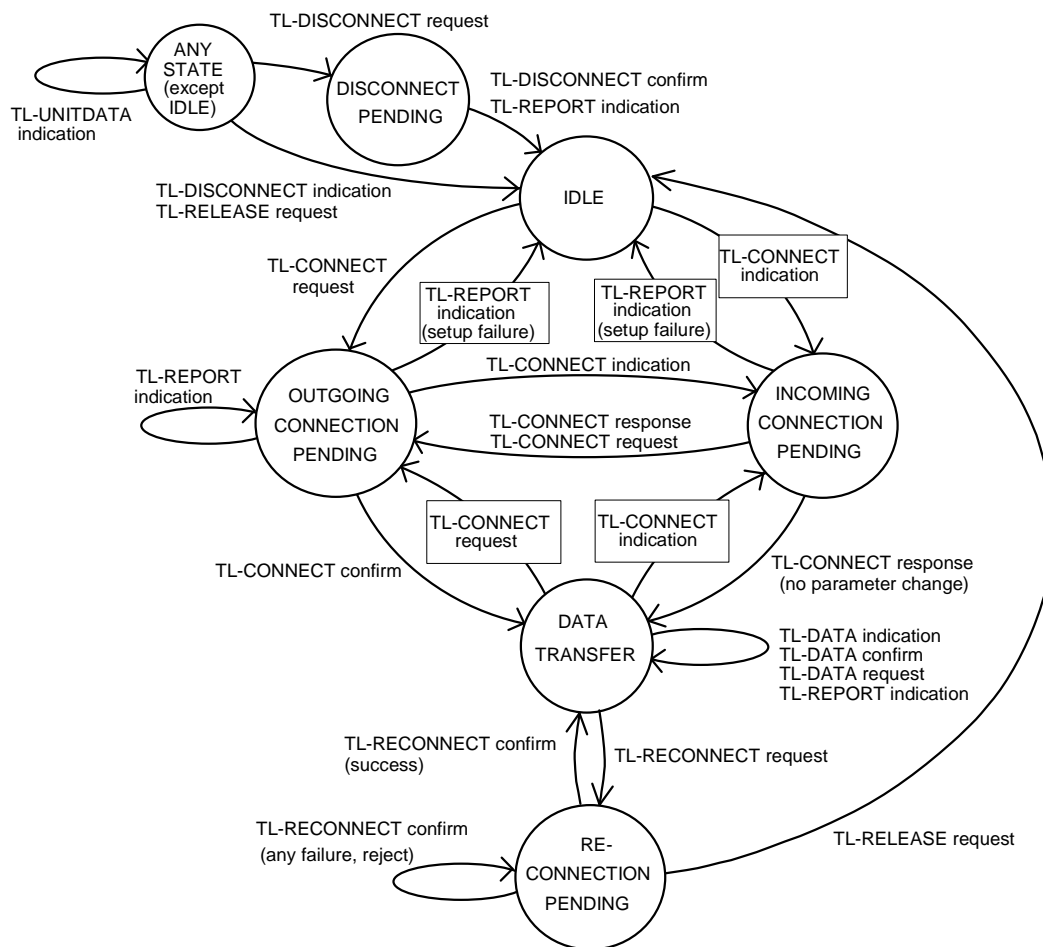 TL-DISCONNECT request
ANY
STATE
(except
IDLE)
TL-UNITDATA
indication
DISCONNECT
PENDING
TL-DISCONNECT confirm
TL-REPORT indication
TL-DISCONNECT indication
TL-RELEASE request
IDLE
TL-CONNECT
request
TL-REPORT
indication
(setup failure)
TL-REPORT
indication
(setup failure)
TL-CONNECT
indication
TL-REPORT
indication
OUTGOING
CONNECTION
PENDING
TL-CONNECT indication
TL-CONNECT response
TL-CONNECT request
INCOMING
CONNECTION
PENDING
TL-CONNECT
request
TL-CONNECT
indication
TL-CONNECT confirm
TL-CONNECT response
(no parameter change)
DATA
TRANSFER
TL-DATA indication
TL-DATA confirm
TL-DATA request
TL-REPORT indication
TL-RECONNECT confirm
(success)
TL-RECONNECT request
TL-RECONNECT confirm
(any failure, reject)
RE-
CONNECTION
PENDING
TL-RELEASE request